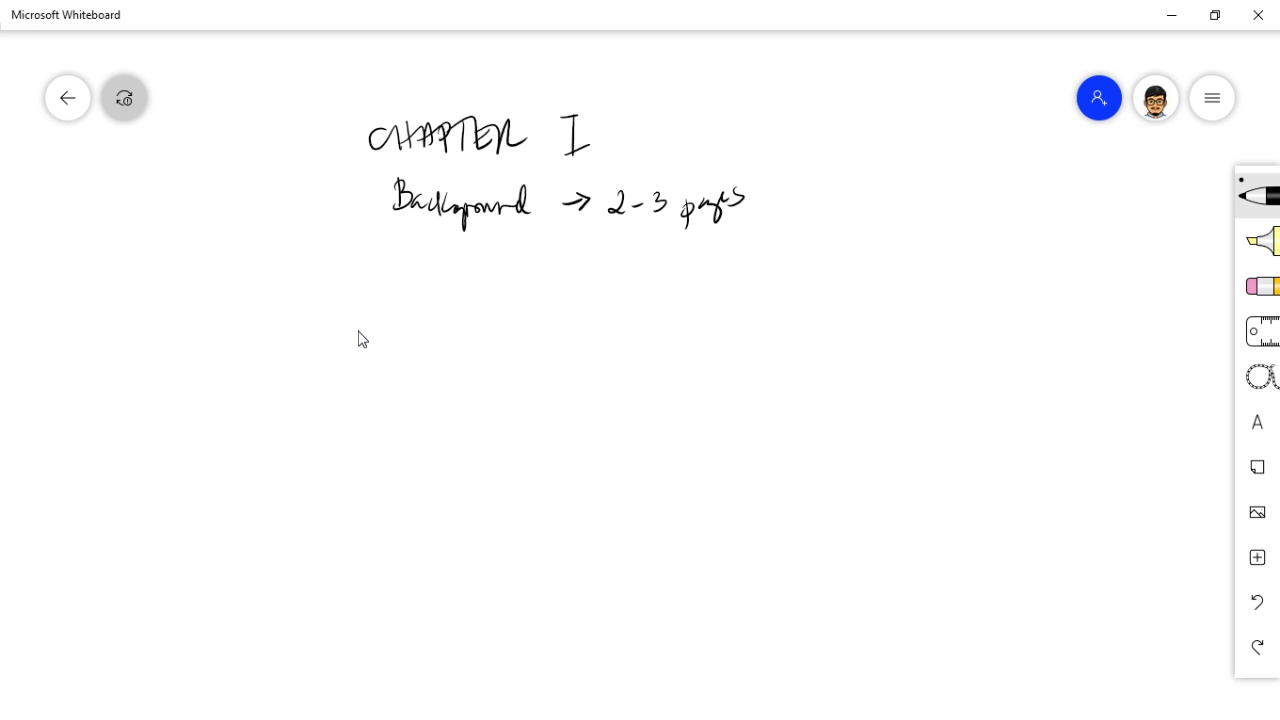 Microsoft Whiteboard
CHAPTER I
Background → 2-3 pages
A